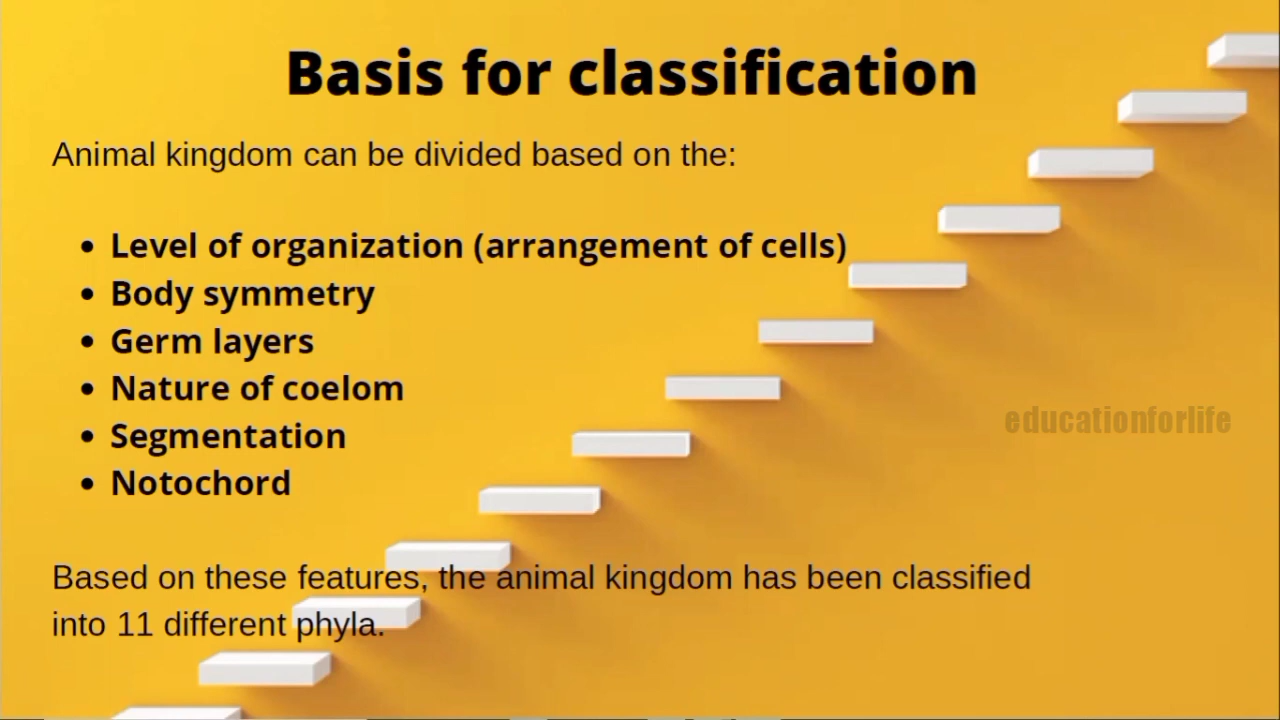 Basis for classification
Animal kingdom can be divided based on the:
• Level of organization (arrangement of cells)
• Body symmetry
• Germ layers
• Nature of coelom
• Segmentation
• Notochord
educationforlife
Based on these features, the animal kingdom has been classified
into 11 different phyla.